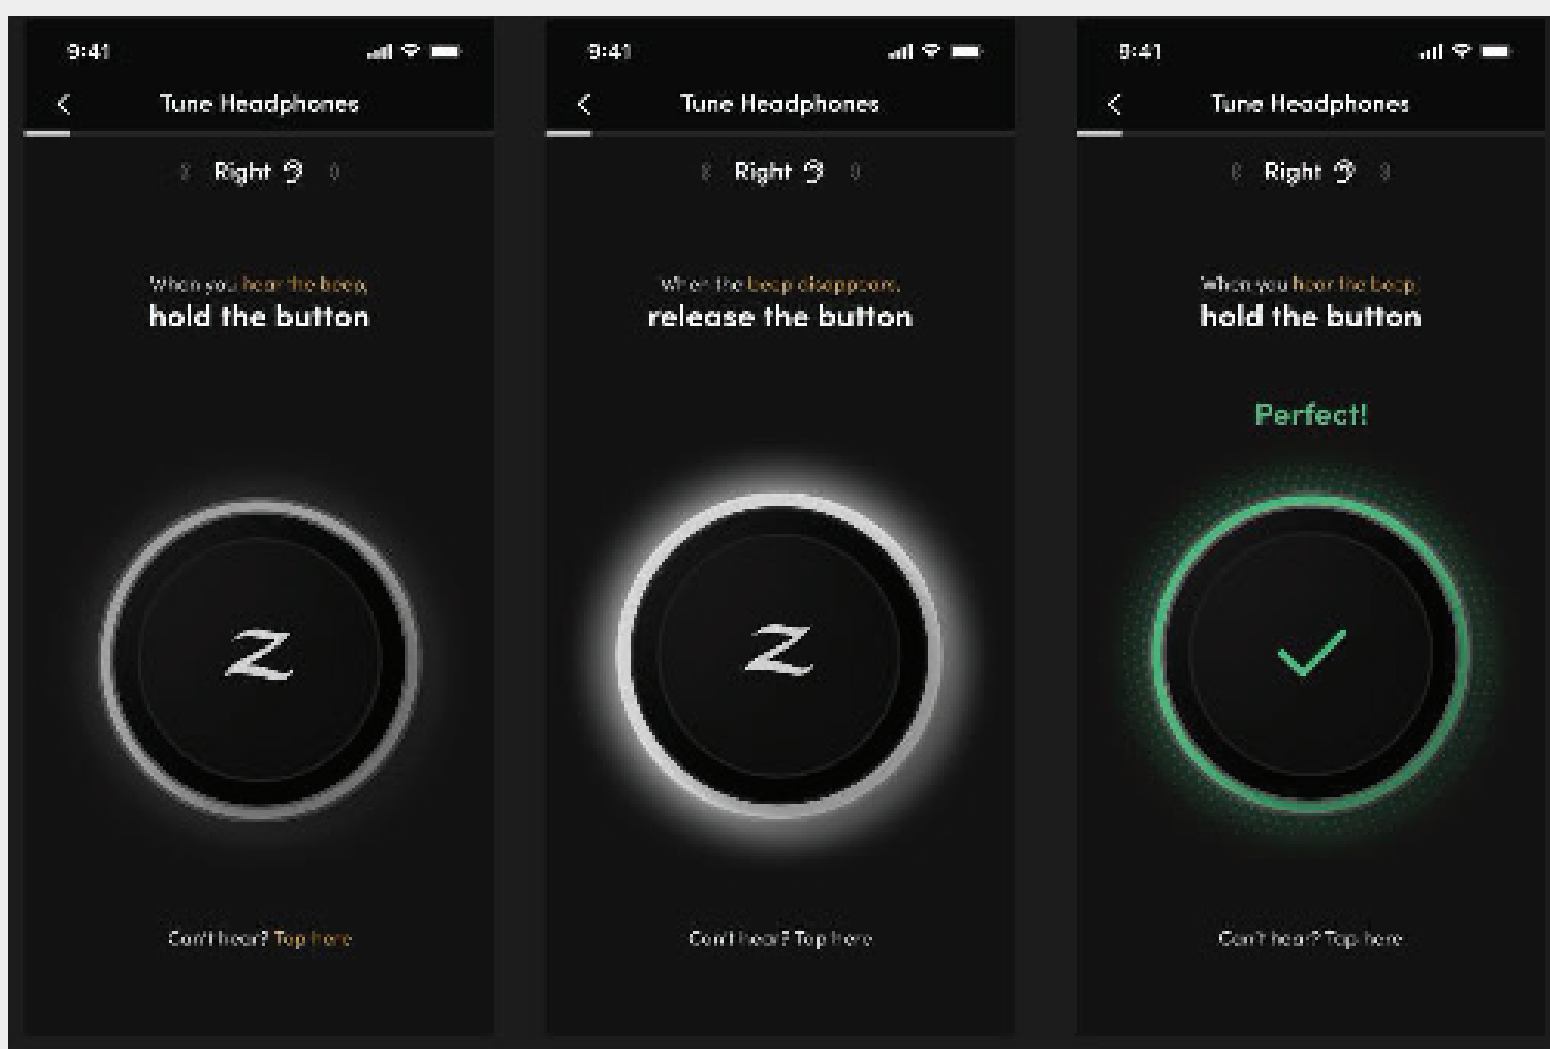 9:41
Tune Headphones
Right
When you hear the beep,
hold the button
Z
Can't hear? Tap here
9:41
Tune Headphones
Right
When the beep disappears,
release the button
Z
Can't hear? Tap here
9:41
Tune Headphones
Right
When you hear the beep,
hold the button
Perfect!
Can't hear? Tap here